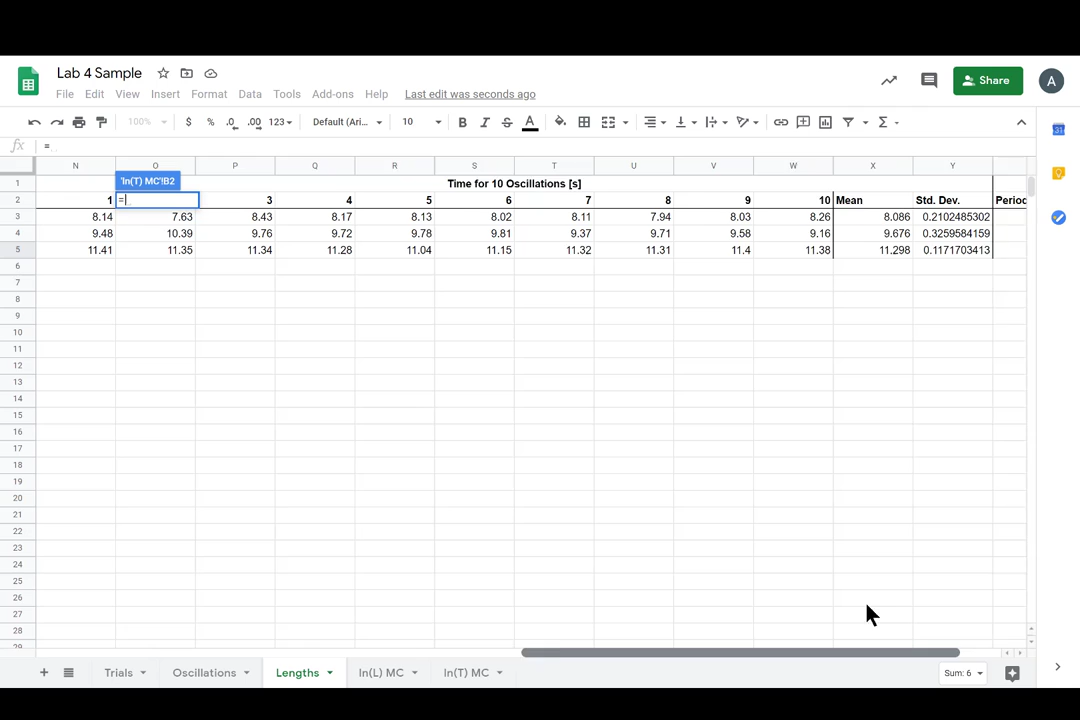 Lab 4 Sample
Share
A
File Edit View Insert Format Data Tools Add-ons Help Last edit was seconds ago
100% $ % .0 .00 123 Default (Ari... 10 B I S A Σ
fx =
N O P Q R S T U V W X Y
'ln(T) MC'!B2
1 Time for 10 Oscillations [s]
2 1 = 3 4 5 6 7 8 9 10 Mean Std. Dev. Period
3 8.14 7.63 8.43 8.17 8.13 8.02 8.11 7.94 8.03 8.26 8.086 0.2102485302
4 9.48 10.39 9.76 9.72 9.78 9.81 9.37 9.71 9.58 9.16 9.676 0.3259584159
5 11.41 11.35 11.34 11.28 11.04 11.15 11.32 11.31 11.4 11.38 11.298 0.1171703413
6
7
8
9
10
11
12
13
14
15
16
17
18
19
20
21
22
23
24
25
26
27
28
29
+ Trials Oscillations Lengths ln(L) MC ln(T) MC Sum: 6